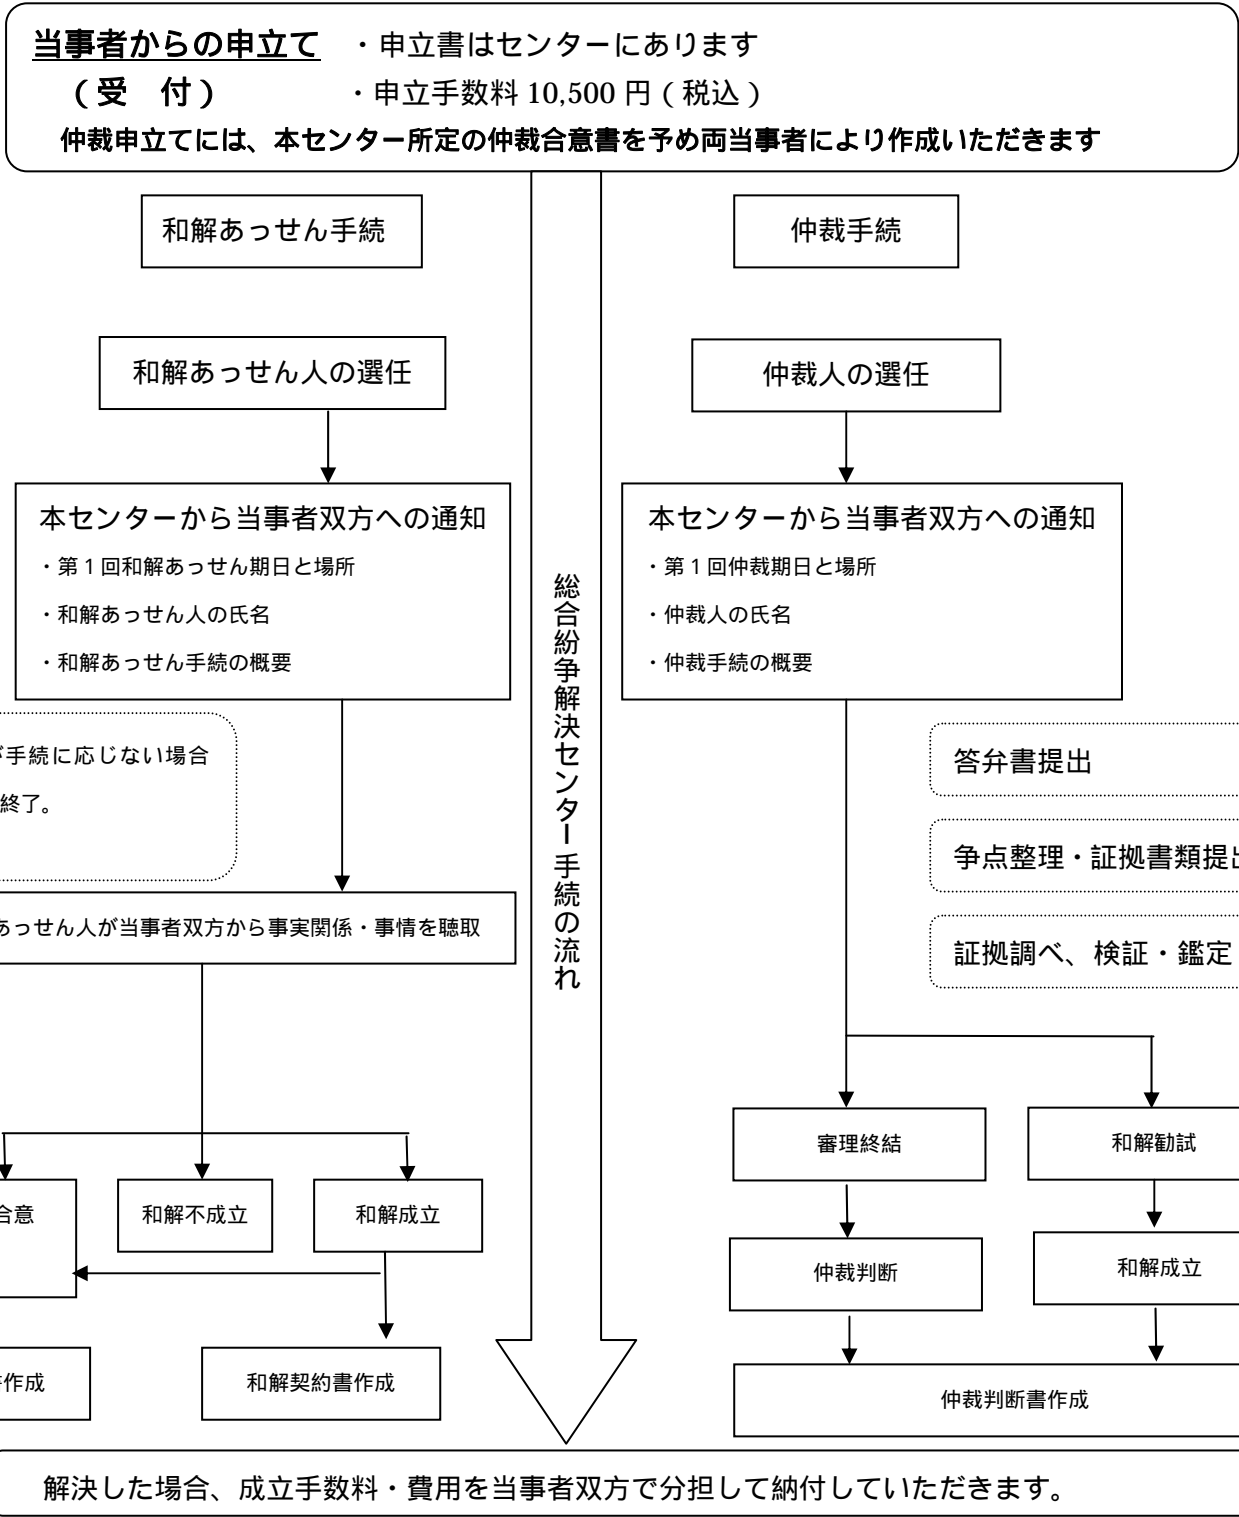 当事者からの申立て ・申立書はセンターにあります
(受 付) ・申立手数料 10,500 円(税込)
仲裁申立てには、本センター所定の仲裁合意書を予め両当事者により作成いただきます
和解あっせん手続
和解あっせん人の選任
本センターから当事者双方への通知
・第1回和解あっせん期日と場所
・和解あっせん人の氏名
・和解あっせん手続の概要
手続に応じない場合
終了。
あっせん人が当事者双方から事実関係・事情を聴取
合意
和解不成立
和解成立
作成
和解契約書作成
総合紛争解決センター手続の流れ
仲裁手続
仲裁人の選任
本センターから当事者双方への通知
・第1回仲裁期日と場所
・仲裁人の氏名
・仲裁手続の概要
答弁書提出
争点整理・証拠書類提出
証拠調べ、検証・鑑定
審理終結
和解勧試
仲裁判断
和解成立
仲裁判断書作成
解決した場合、成立手数料・費用を当事者双方で分担して納付していただきます。